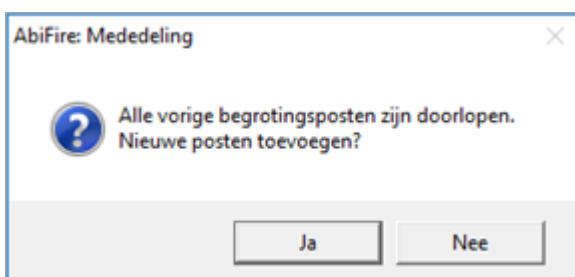 AbiFire: Mededeling
Alle vorige begrotingsposten zijn doorlopen.
Nieuwe posten toevoegen?
Ja
Nee